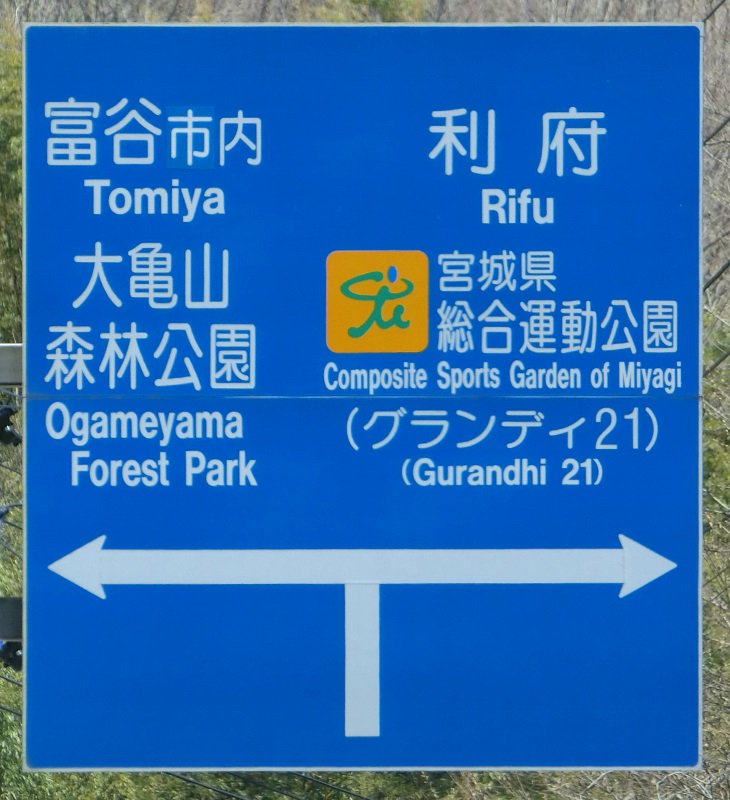 富谷市内
Tomiya
大亀山
森林公園
Ogameyama
Forest Park
利府
Rifu
宮城県
総合運動公園
Composite Sports Garden of Miyagi
(グランディ21)
(Gurandhi 21)